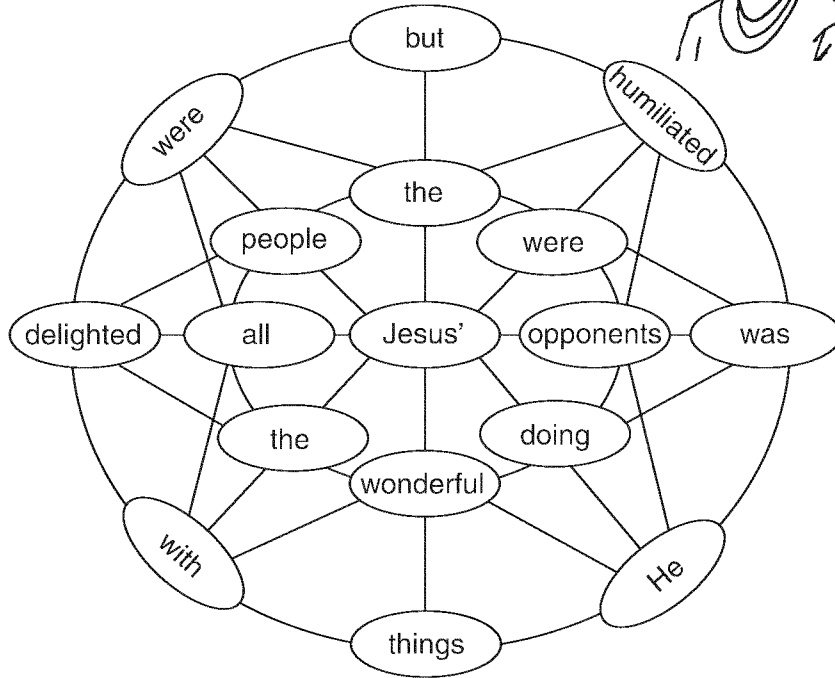 but
were
humiliated
the
people
were
delighted
all
Jesus’
opponents
was
the
doing
wonderful
with
He
things